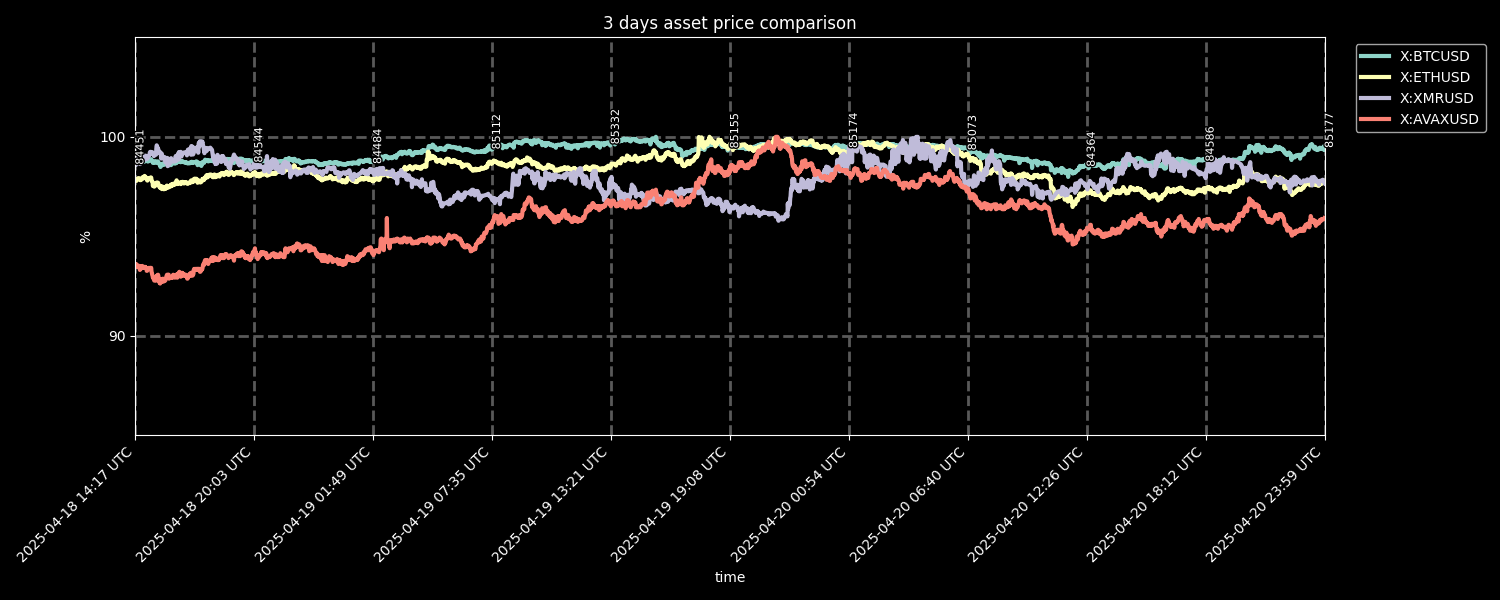 3 days asset price comparison
X:BTCUSD
X:ETHUSD
X:XMRUSD
X:AVAXUSD
100
90
%
84451
84544
84484
85112
85332
85155
85174
85073
84364
84586
85177
2025-04-18 14:17 UTC
2025-04-18 20:03 UTC
2025-04-19 01:49 UTC
2025-04-19 07:35 UTC
2025-04-19 13:21 UTC
2025-04-19 19:08 UTC
2025-04-20 00:54 UTC
2025-04-20 06:40 UTC
2025-04-20 12:26 UTC
2025-04-20 18:12 UTC
2025-04-20 23:59 UTC
time